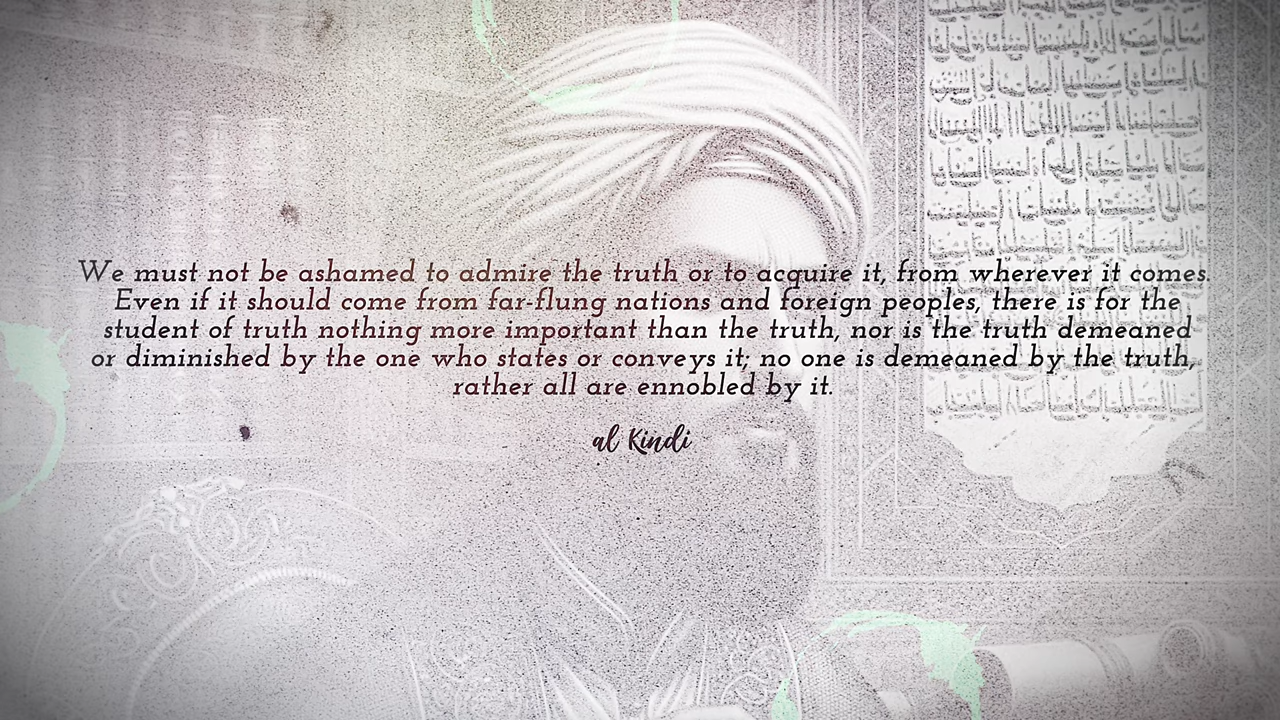 We must not be ashamed to admire the truth or to acquire it, from wherever it comes.
Even if it should come from far-flung nations and foreign peoples, there is for the
student of truth nothing more important than the truth, nor is the truth demeaned
or diminished by the one who states or conveys it; no one is demeaned by the truth,
rather all are ennobled by it.
al Kindi